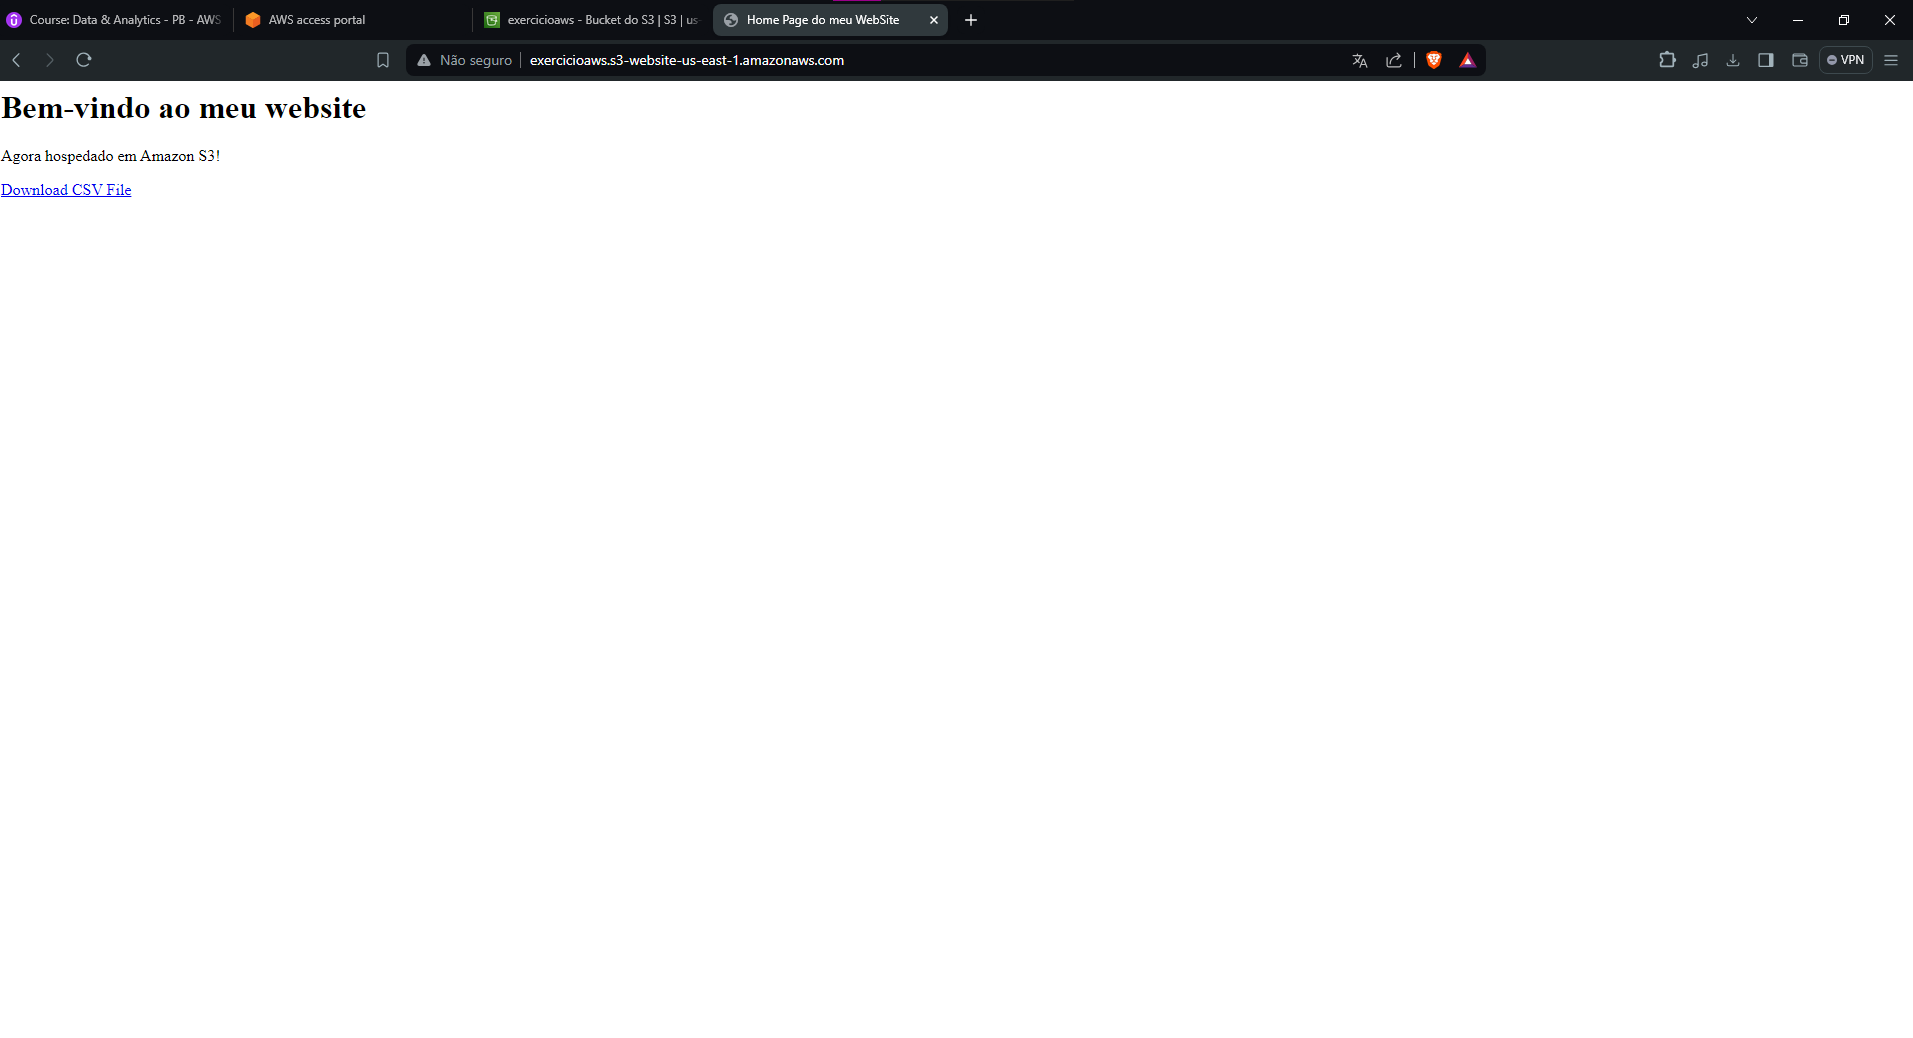 Course: Data & Analytics - PB - AWS
AWS access portal
exercicioaws - Bucket do S3 | S3 | us-
Home Page do meu WebSite
Não seguro
exercicioaws.s3-website-us-east-1.amazonaws.com
VPN
Bem-vindo ao meu website
Agora hospedado em Amazon S3!
Download CSV File